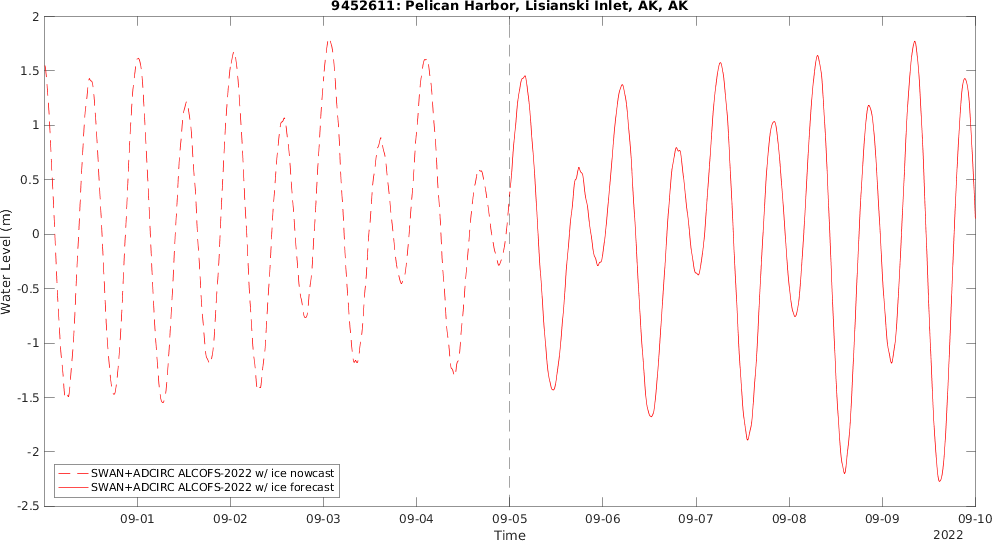 9452611: Pelican Harbor, Lisianski Inlet, AK, AK
2
1.5
1
0.5
0
-0.5
-1
-1.5
-2
-2.5
Water Level (m)
SWAN+ADCIRC ALCOFS-2022 w/ ice nowcast
SWAN+ADCIRC ALCOFS-2022 w/ ice forecast
09-01 09-02 09-03 09-04 09-05 09-06 09-07 09-08 09-09 09-10
Time
2022